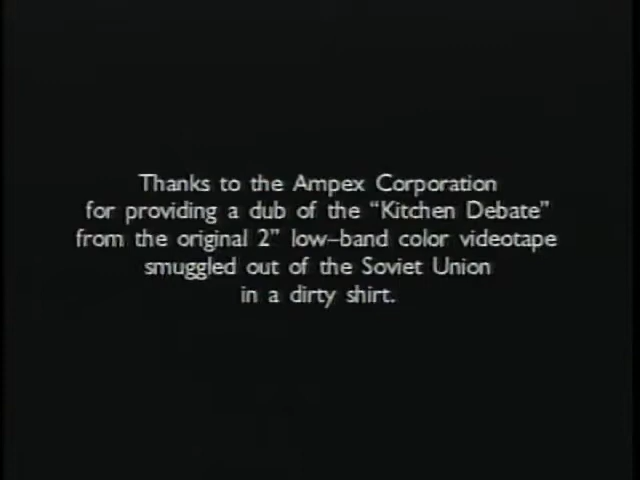 Thanks to the Ampex Corporation
for providing a dub of the “Kitchen Debate”
from the original 2” low–band color videotape
smuggled out of the Soviet Union
in a dirty shirt.